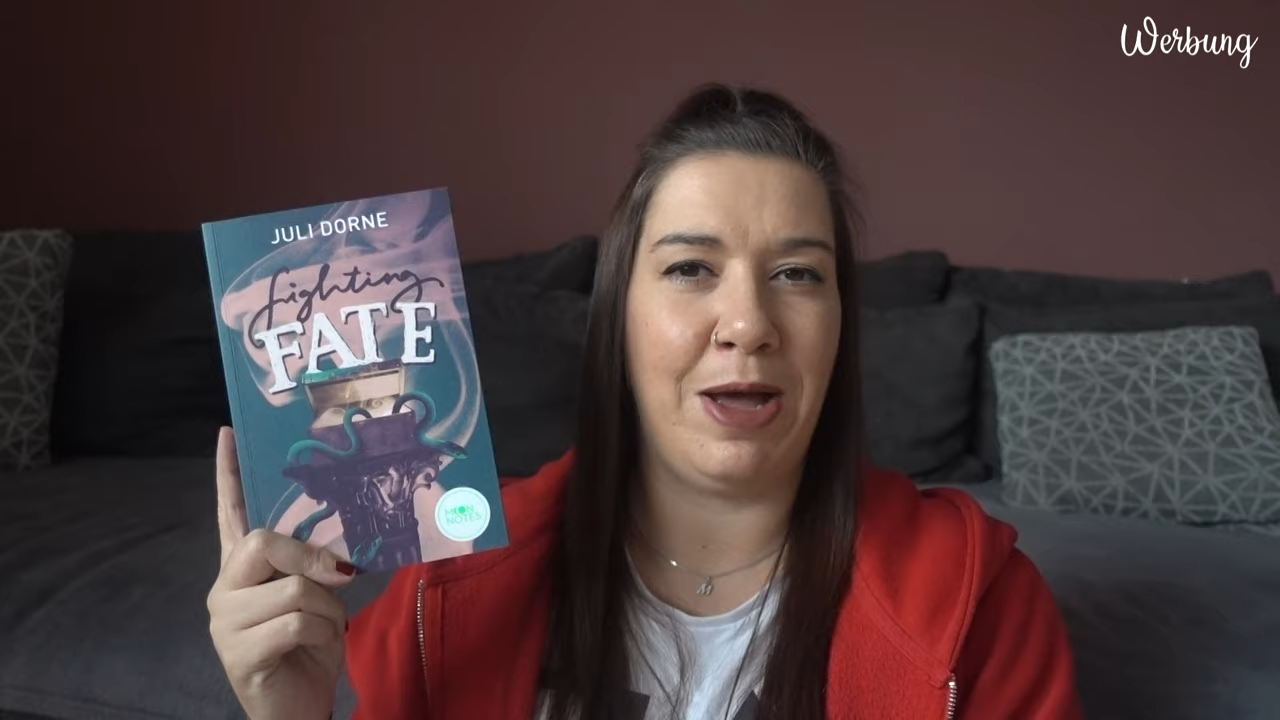 Werbung
JULI DORNE
fighting
FATE
MOON
NOTES
M